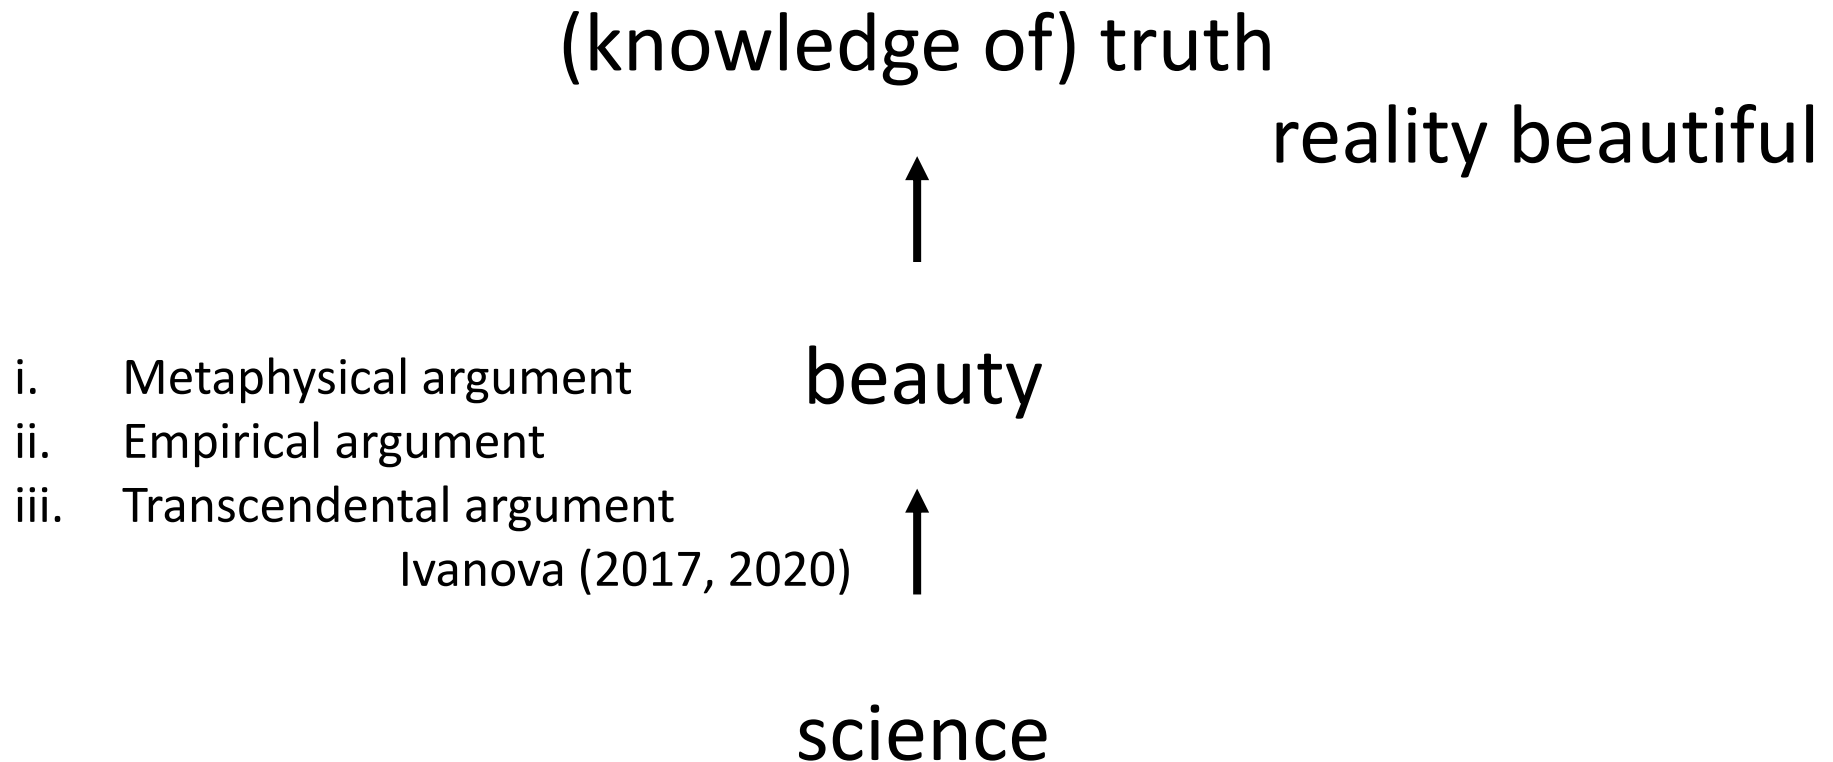 (knowledge of) truth
reality beautiful
i. Metaphysical argument
beauty
ii. Empirical argument
iii. Transcendental argument
Ivanova (2017, 2020)
science